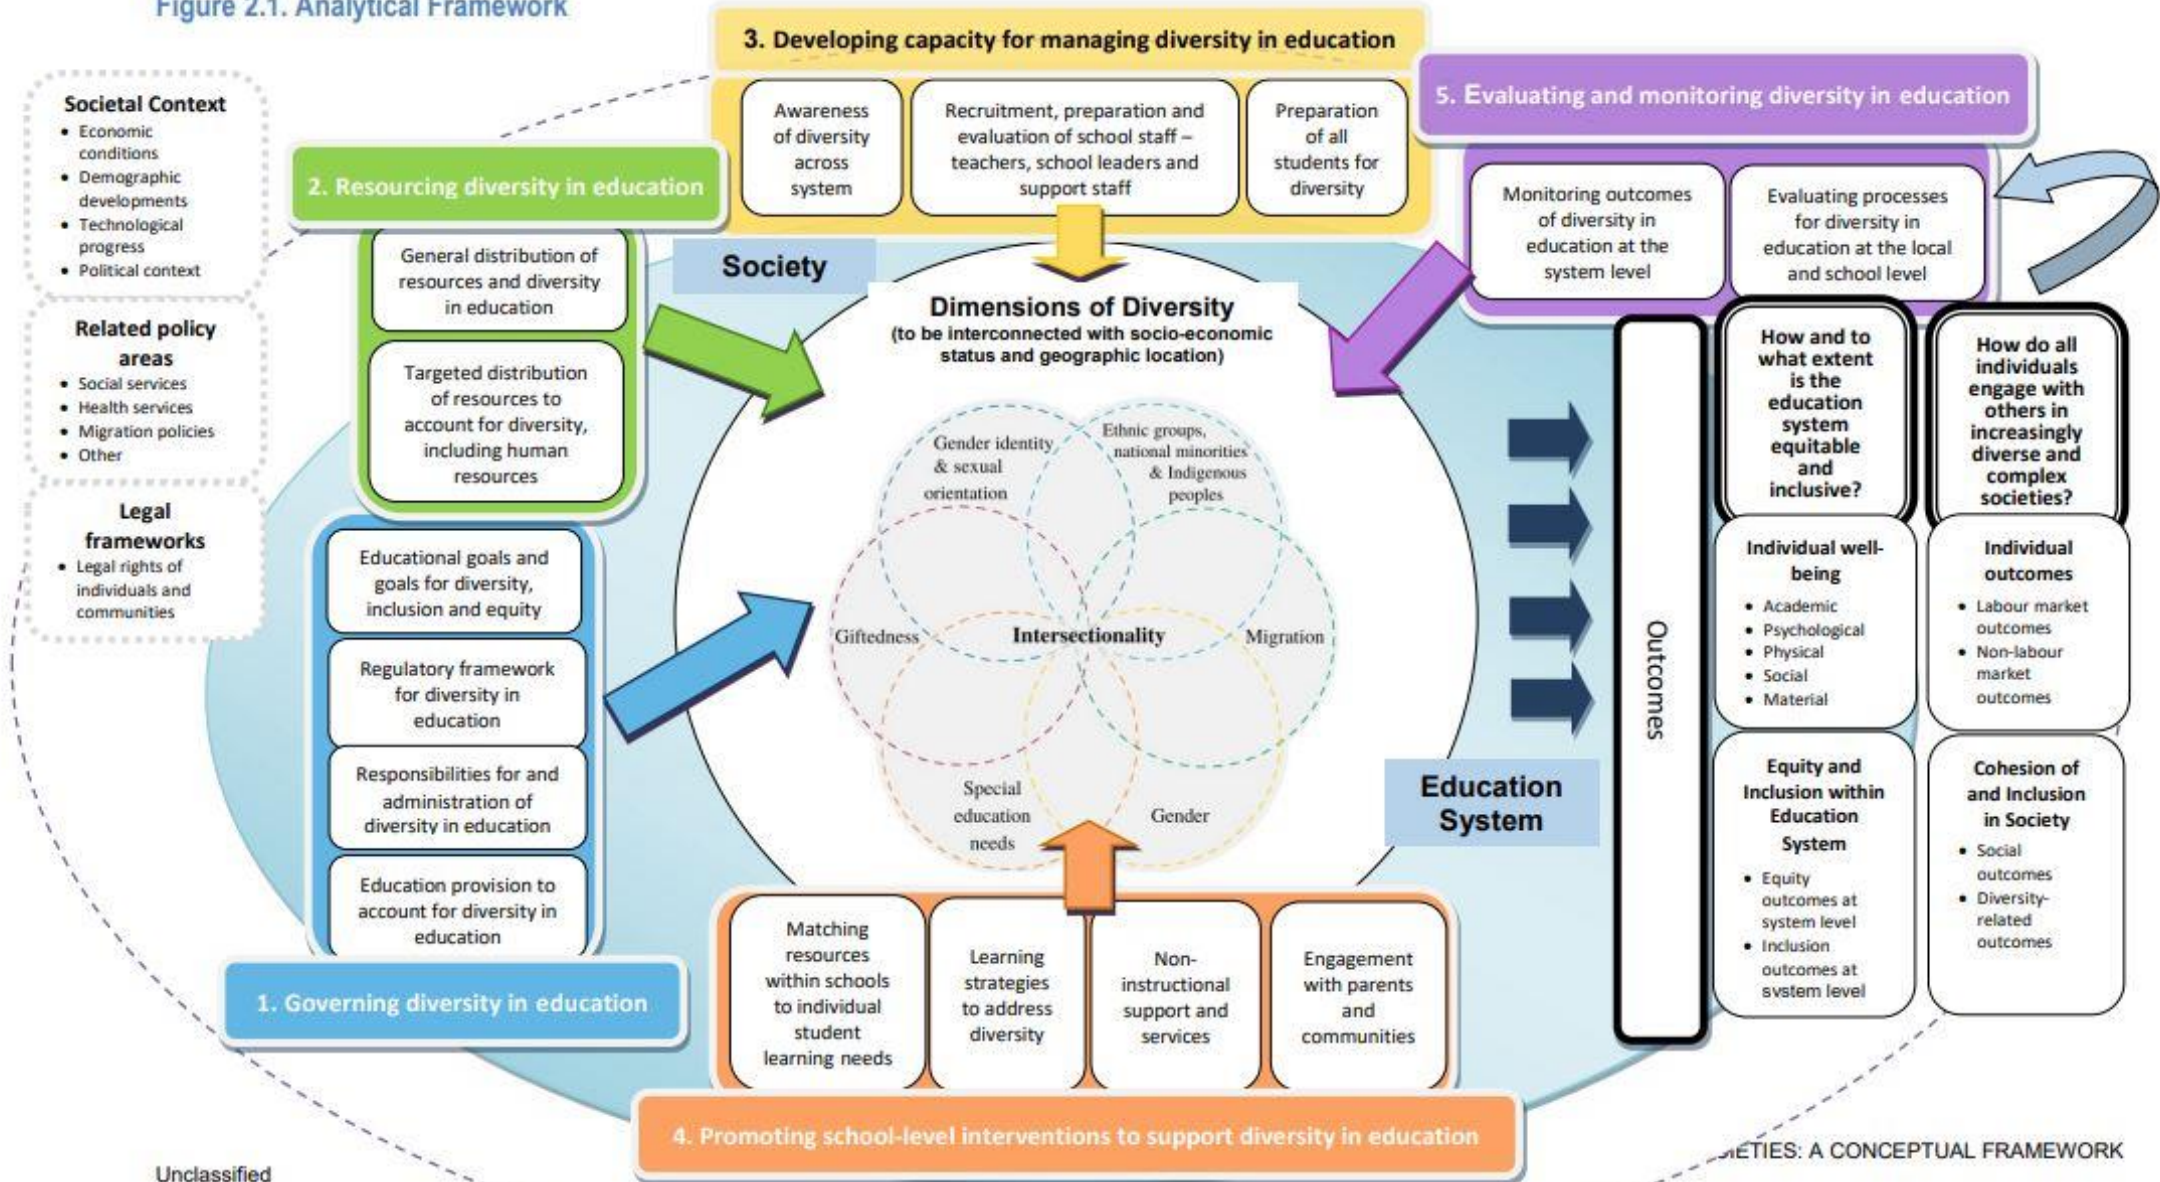 Figure 2.1. Analytical Framework
3. Developing capacity for managing diversity in education
Awareness
of diversity
across
system
Recruitment, preparation and
evaluation of school staff –
teachers, school leaders and
support staff
Preparation
of all
students for
diversity
5. Evaluating and monitoring diversity in education
Monitoring outcomes
of diversity in
education at the
system level
Evaluating processes
for diversity in
education at the local
and school level
Societal Context
• Economic
conditions
• Demographic
developments
• Technological
progress
• Political context
Related policy
areas
• Social services
• Health services
• Migration policies
• Other
Legal
frameworks
• Legal rights of
individuals and
communities
2. Resourcing diversity in education
General distribution of
resources and diversity
in education
Targeted distribution
of resources to
account for diversity,
including human
resources
Educational goals and
goals for diversity,
inclusion and equity
Regulatory framework
for diversity in
education
Responsibilities for and
administration of
diversity in education
Education provision to
account for diversity in
education
1. Governing diversity in education
Society
Dimensions of Diversity
(to be interconnected with socio-economic
status and geographic location)
Gender identity
& sexual
orientation
Ethnic groups,
national minorities
& Indigenous
peoples
Giftedness
Intersectionality
Migration
Special
education
needs
Gender
Education
System
Matching
resources
within schools
to individual
student
learning needs
Learning
strategies
to address
diversity
Non-
instructional
support and
services
Engagement
with parents
and
communities
4. Promoting school-level interventions to support diversity in education
Outcomes
How and to
what extent
is the
education
system
equitable
and
inclusive?
Individual well-
being
• Academic
• Psychological
• Physical
• Social
• Material
Equity and
Inclusion within
Education
System
• Equity
outcomes at
system level
• Inclusion
outcomes at
system level
How do all
individuals
engage with
others in
increasingly
diverse and
complex
societies?
Individual
outcomes
• Labour market
outcomes
• Non-labour
market
outcomes
Cohesion of
and Inclusion
in Society
• Social
outcomes
• Diversity-
related
outcomes
IETIES: A CONCEPTUAL FRAMEWORK
Unclassified